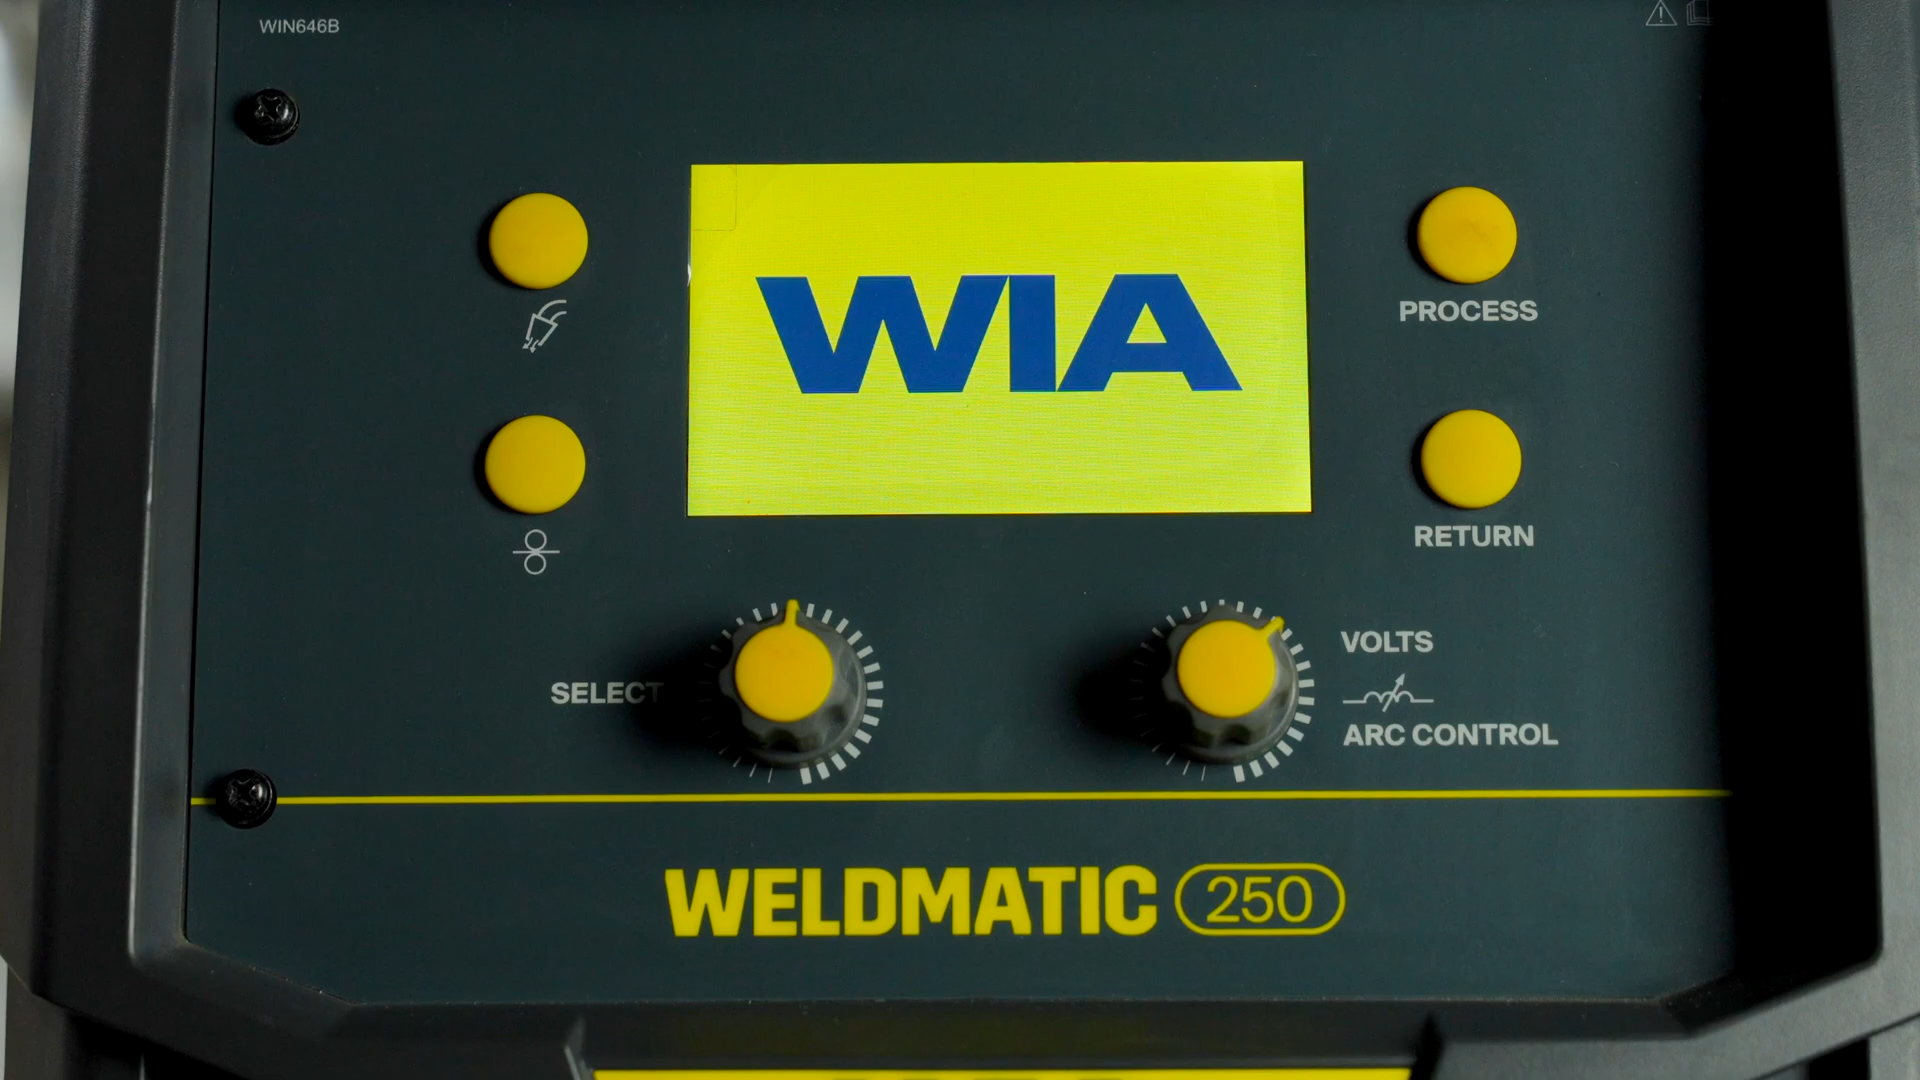 WIN646B
WIA
PROCESS
RETURN
SELECT
VOLTS
ARC CONTROL
WELDMATIC 250